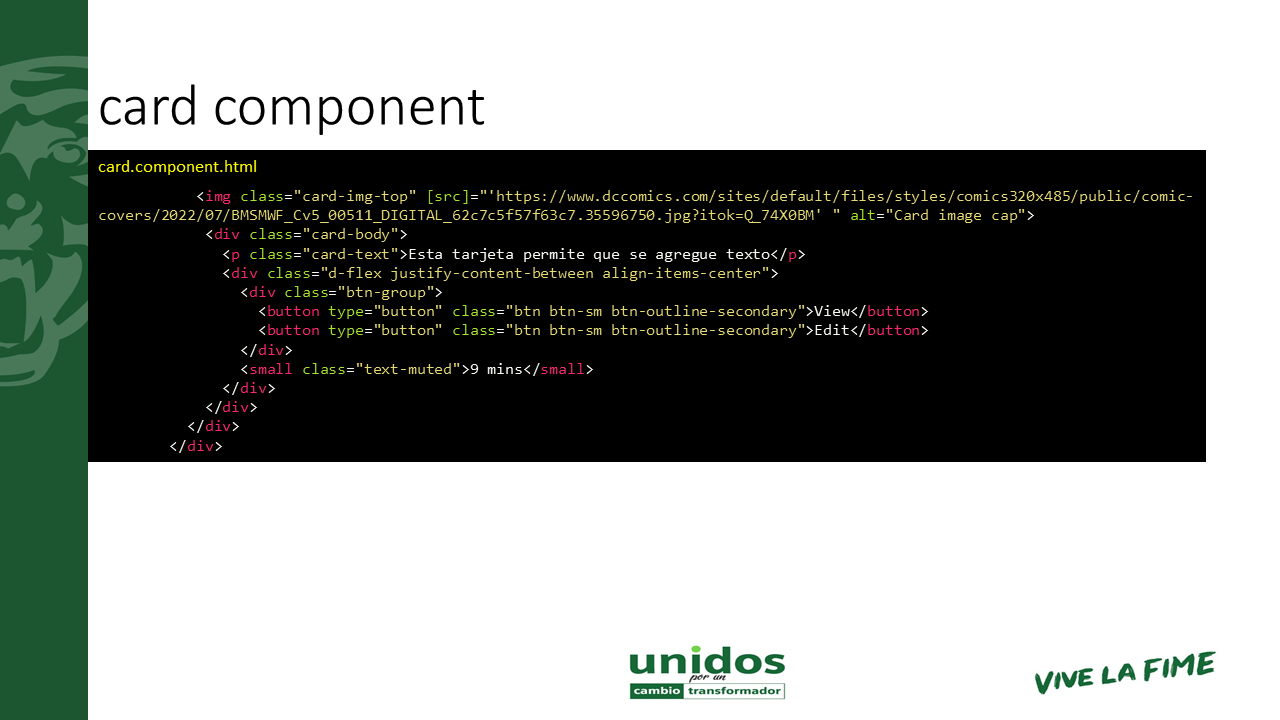 card component
card.component.html
<img class="card-img-top" [src]="'https://www.dccomics.com/sites/default/files/styles/comics320x485/public/comic-
covers/2022/07/BMSMWF_Cv5_00511_DIGITAL_62c7c5f57f63c7.35596750.jpg?itok=Q_74X0BM' " alt="Card image cap">
<div class="card-body">
<p class="card-text">Esta tarjeta permite que se agregue texto</p>
<div class="d-flex justify-content-between align-items-center">
<div class="btn-group">
<button type="button" class="btn btn-sm btn-outline-secondary">View</button>
<button type="button" class="btn btn-sm btn-outline-secondary">Edit</button>
</div>
<small class="text-muted">9 mins</small>
</div>
</div>
</div>
</div>
unidos
por un
cambio transformador
VIVE LA FIME